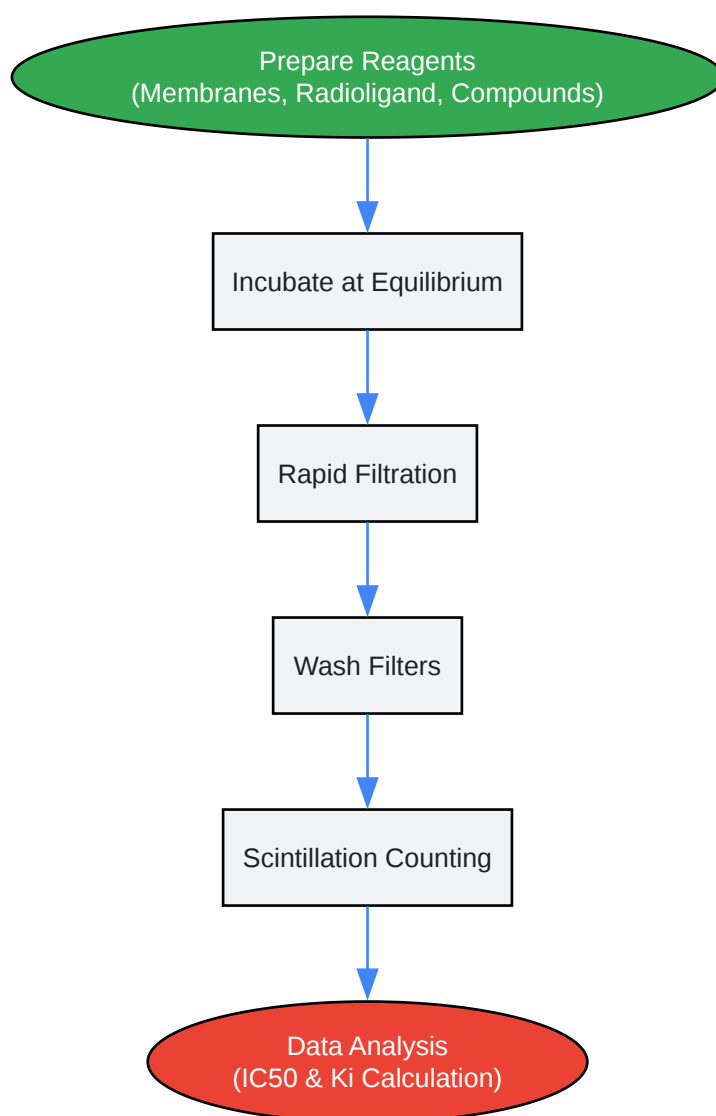 Prepare Reagents
(Membranes, Radioligand, Compounds)
Incubate at Equilibrium
Rapid Filtration
Wash Filters
Scintillation Counting
Data Analysis
(IC50 & Ki Calculation)